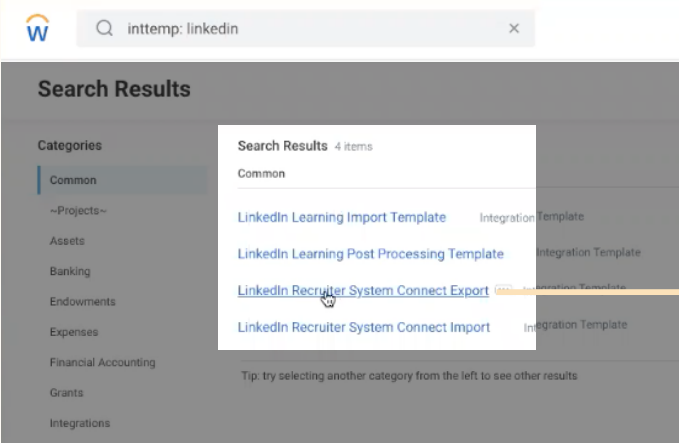 W
inttemp: linkedin
Search Results
Categories
Common
~Projects~
Assets
Banking
Endowments
Expenses
Financial Accounting
Grants
Integrations
Search Results 4 items
Common
LinkedIn Learning Import Template Integration Template
LinkedIn Learning Post Processing Template Integration Template
LinkedIn Recruiter System Connect Export Integration Template
LinkedIn Recruiter System Connect Import Integration Template
Tip: try selecting another category from the left to see other results